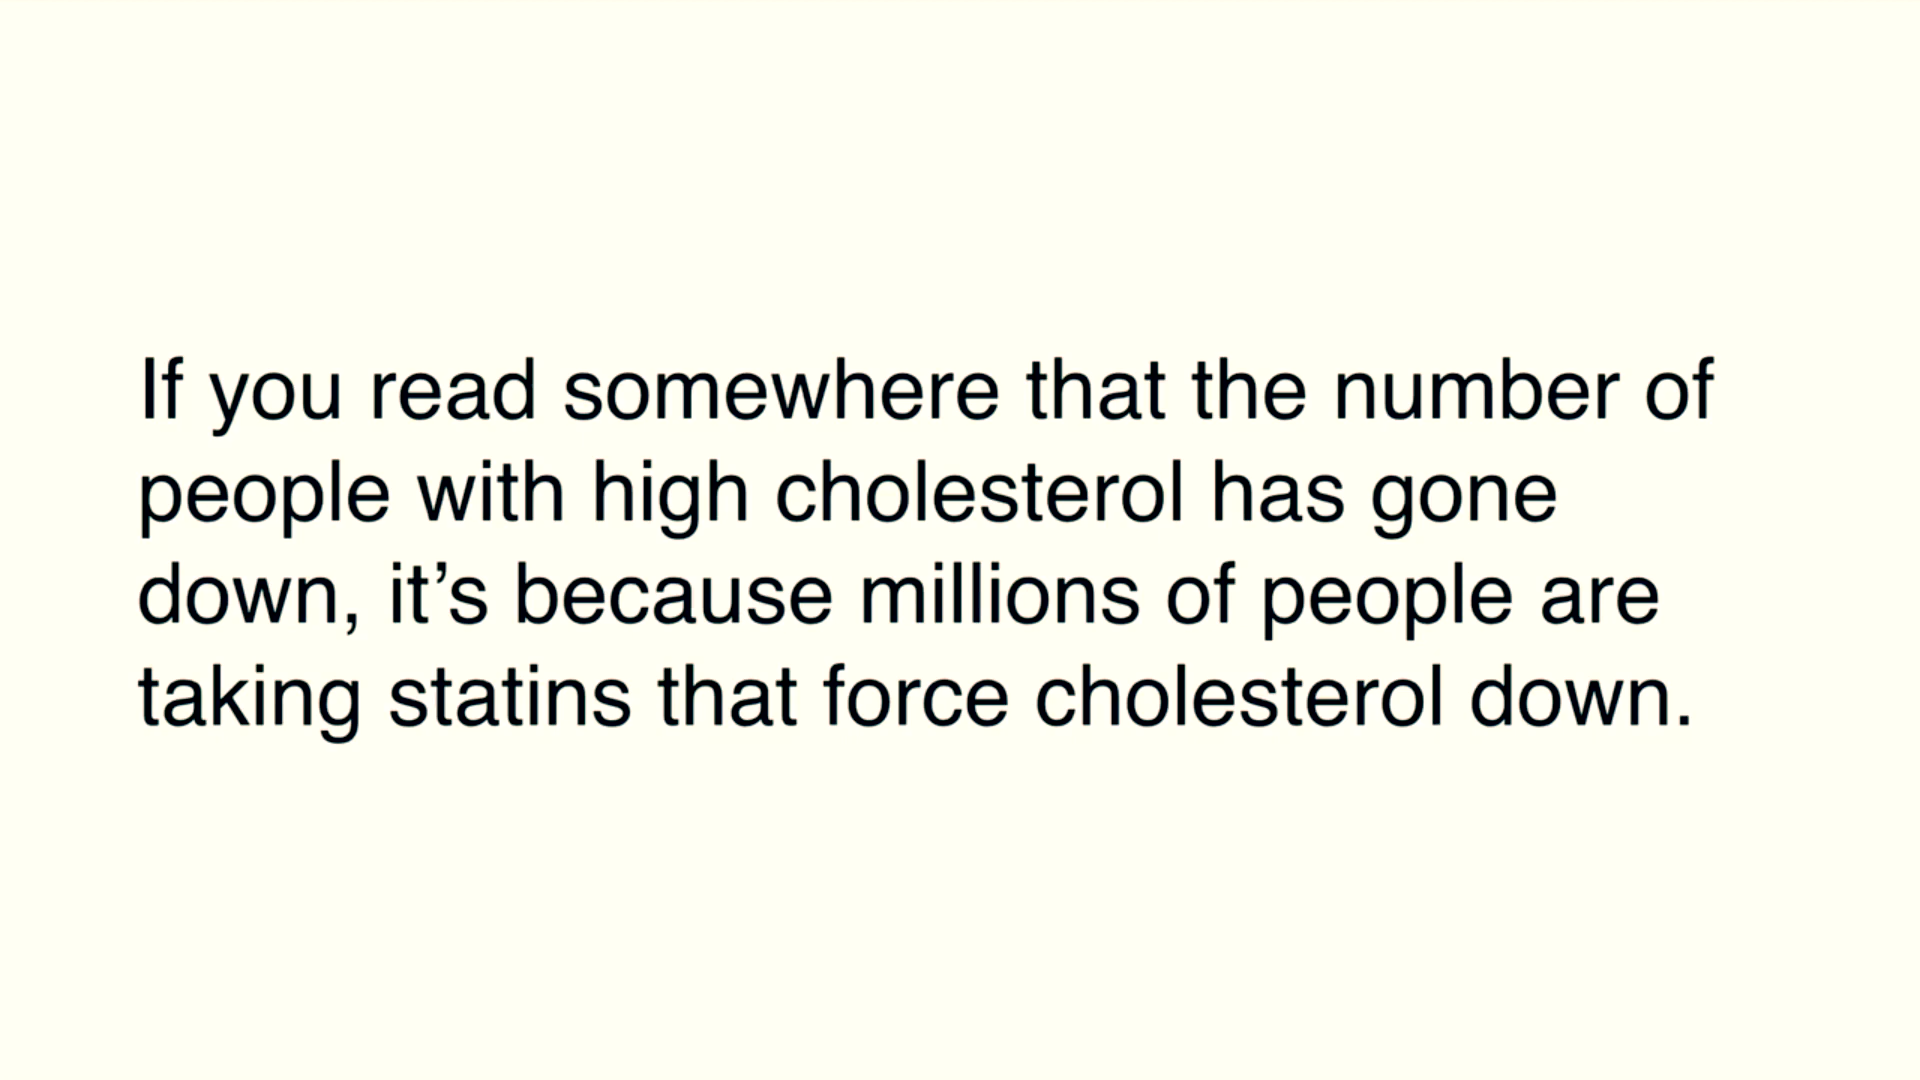 If you read somewhere that the number of
people with high cholesterol has gone
down, it’s because millions of people are
taking statins that force cholesterol down.